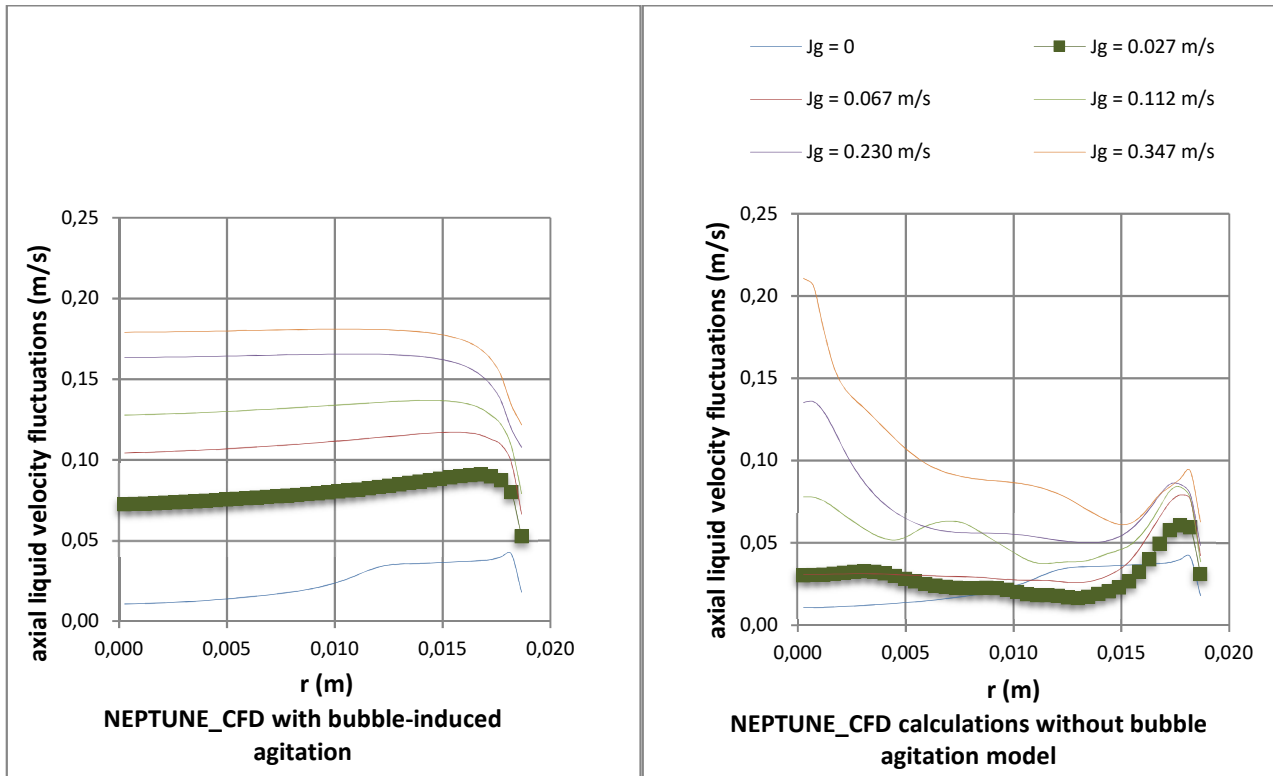 Jg = 0
Jg = 0.027 m/s
Jg = 0.067 m/s
Jg = 0.112 m/s
Jg = 0.230 m/s
Jg = 0.347 m/s
axial liquid velocity fluctuations (m/s)
0,25
0,20
0,15
0,10
0,05
0,00
0,000 0,005 0,010 0,015 0,020
r (m)
NEPTUNE_CFD with bubble-induced
agitation
axial liquid velocity fluctuations (m/s)
0,25
0,20
0,15
0,10
0,05
0,00
0,000 0,005 0,010 0,015 0,020
r (m)
NEPTUNE_CFD calculations without bubble
agitation model